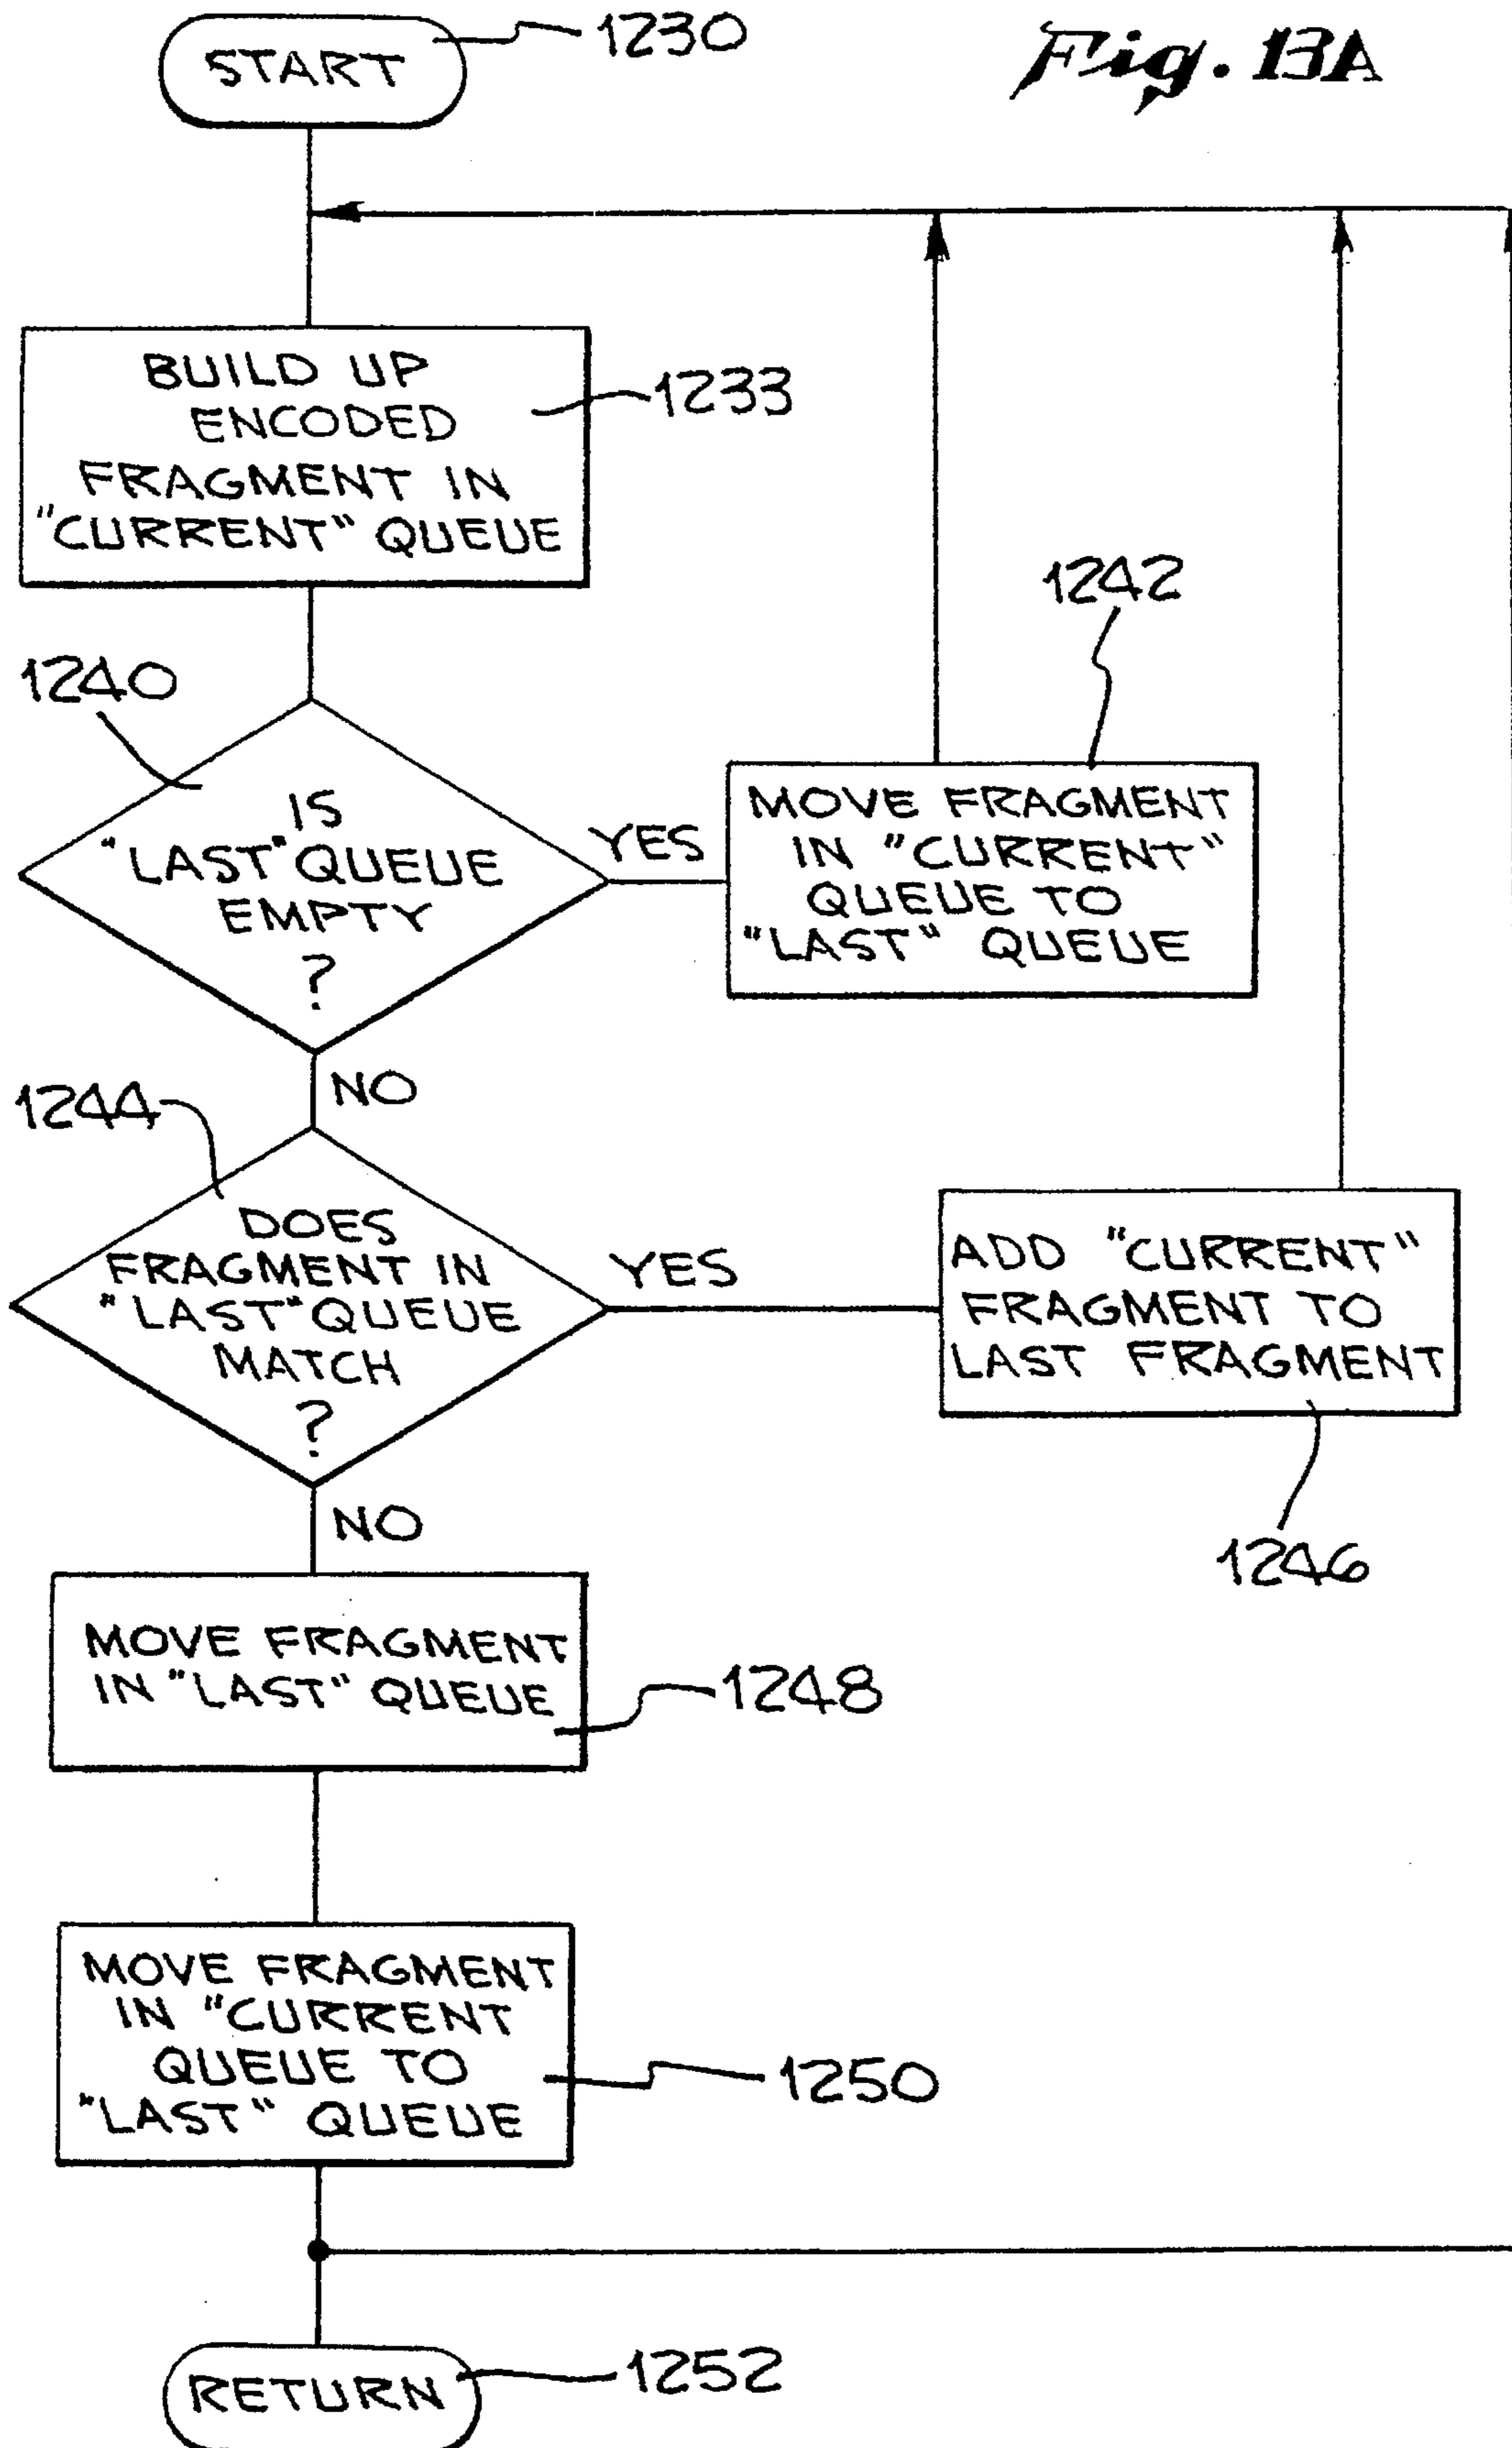 START
1230
Fig. 13A
BUILD UP
ENCODED
FRAGMENT IN
"CURRENT" QUEUE
1233
1240
IS
"LAST" QUEUE
EMPTY
?
YES
1242
MOVE FRAGMENT
IN "CURRENT"
QUEUE TO
"LAST" QUEUE
NO
1244
DOES
FRAGMENT IN
"LAST" QUEUE
MATCH
?
YES
ADD "CURRENT"
FRAGMENT TO
LAST FRAGMENT
1246
NO
MOVE FRAGMENT
IN "LAST" QUEUE
1248
MOVE FRAGMENT
IN "CURRENT
QUEUE TO
"LAST" QUEUE
1250
RETURN
1252